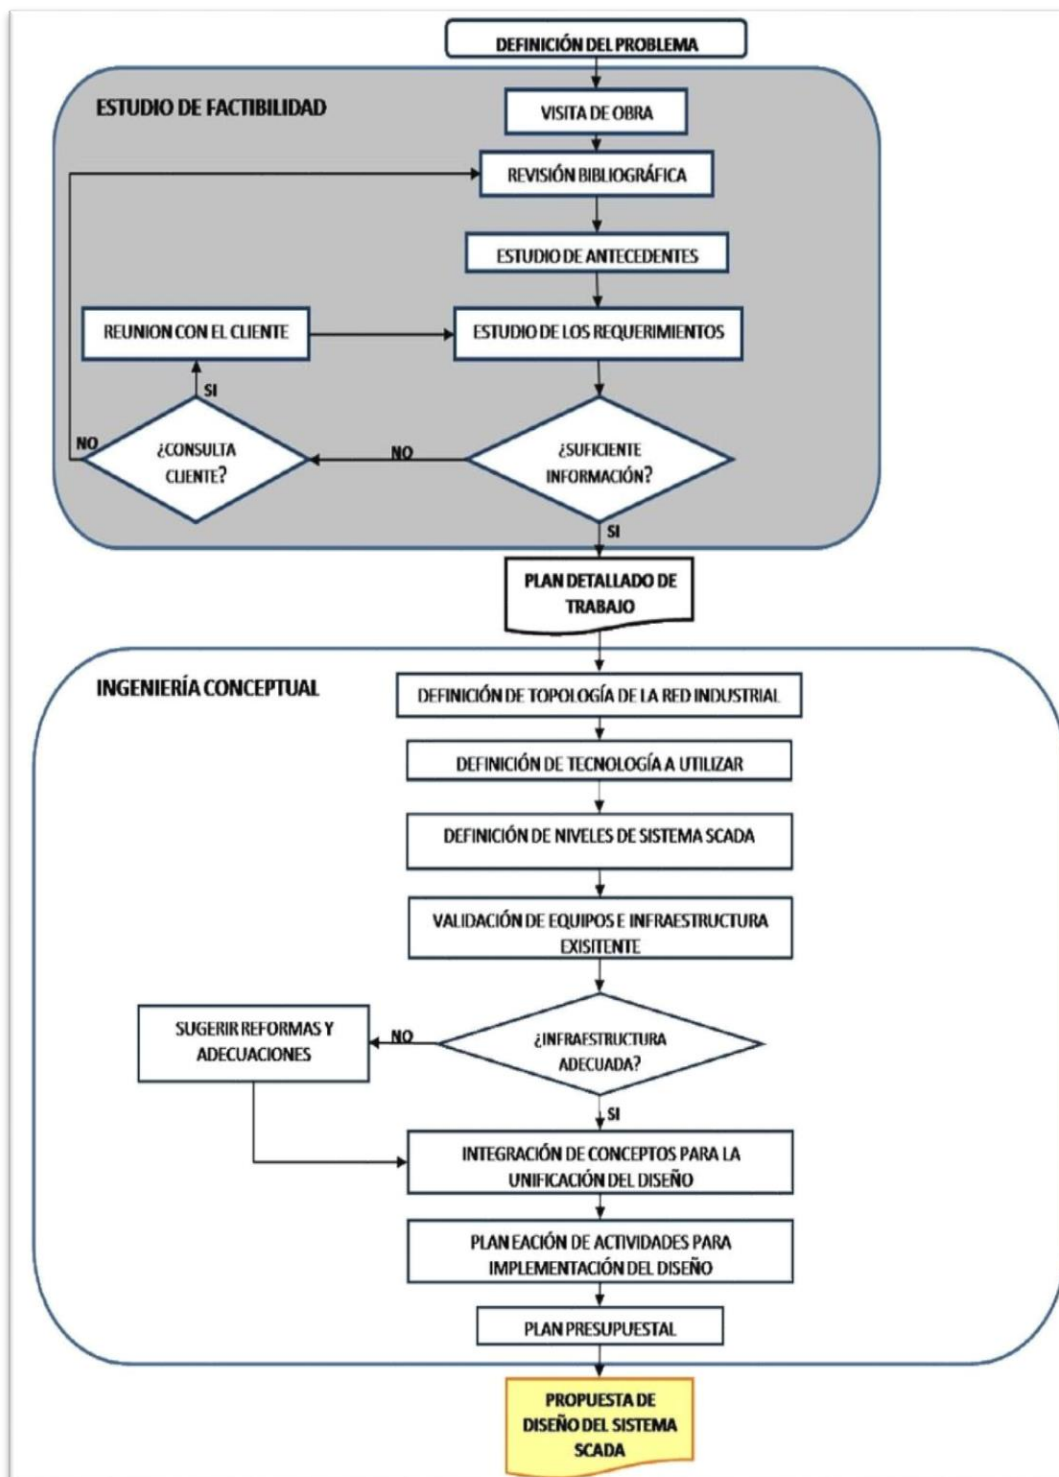 DEFINICIÓN DEL PROBLEMA
ESTUDIO DE FACTIBILIDAD
VISITA DE OBRA
REVISIÓN BIBLIOGRÁFICA
ESTUDIO DE ANTECEDENTES
REUNION CON EL CLIENTE
ESTUDIO DE LOS REQUERIMIENTOS
SI
NO
¿CONSULTA
CLIENTE?
NO
¿SUFICIENTE
INFORMACIÓN?
SI
PLAN DETALLADO DE
TRABAJO
INGENIERÍA CONCEPTUAL
DEFINICIÓN DE TOPOLOGÍA DE LA RED INDUSTRIAL
DEFINICIÓN DE TECNOLOGÍA A UTILIZAR
DEFINICIÓN DE NIVELES DE SISTEMA SCADA
VALIDACIÓN DE EQUIPOS E INFRAESTRUCTURA
EXISITENTE
SUGERIR REFORMAS Y
ADECUACIONES
NO
¿INFRAESTRUCTURA
ADECUADA?
SI
INTEGRACIÓN DE CONCEPTOS PARA LA
UNIFICACIÓN DEL DISEÑO
PLAN EACIÓN DE ACTIVIDADES PARA
IMPLEMENTACIÓN DEL DISEÑO
PLAN PRESUPUESTAL
PROPUESTA DE
DISEÑO DEL SISTEMA
SCADA